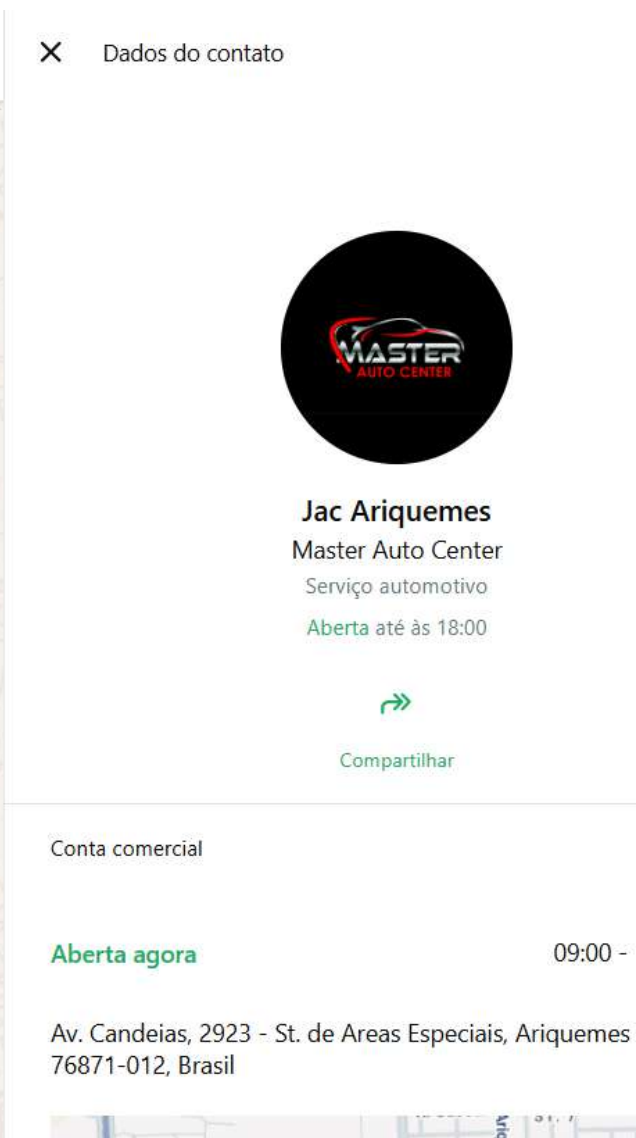 Dados do contato
MASTER
AUTO CENTER
Jac Ariquemes
Master Auto Center
Serviço automotivo
Aberta até às 18:00
Compartilhar
Conta comercial
Aberta agora 09:00 -
Av. Candeias, 2923 - St. de Areas Especiais, Ariquemes
76871-012, Brasil